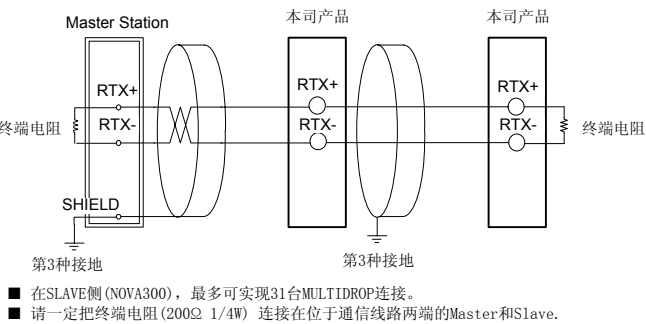 Master Station
本司产品
本司产品
RTX+
RTX+
RTX+
终端电阻
RTX-
RTX-
RTX-
终端电阻
SHIELD
第3种接地
第3种接地
■ 在SLAVE侧(NOVA300), 最多可实现31台MULTIDROP连接。
■ 请一定把终端电阻(200Ω 1/4W) 连接在位于通信线路两端的Master和Slave.